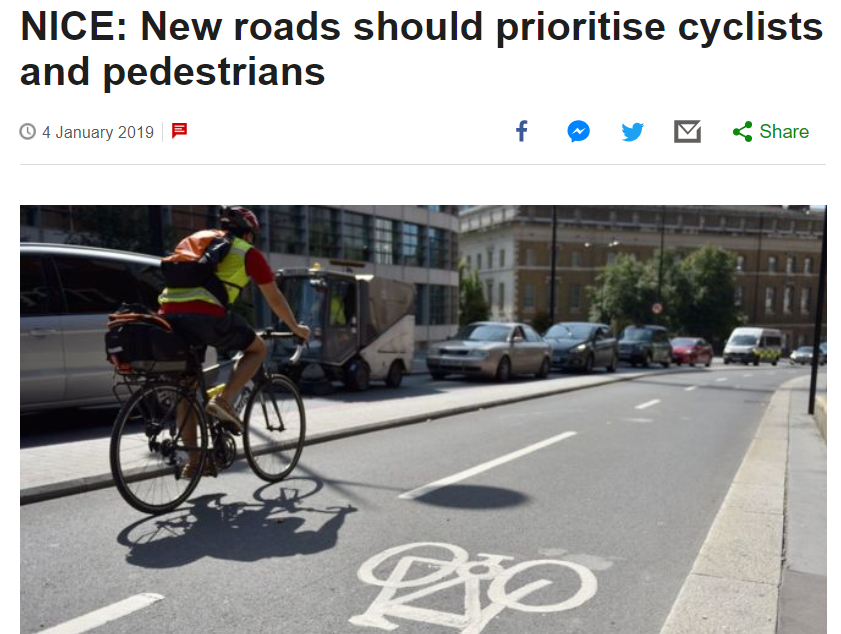 NICE: New roads should prioritise cyclists
and pedestrians
4 January 2019
Share